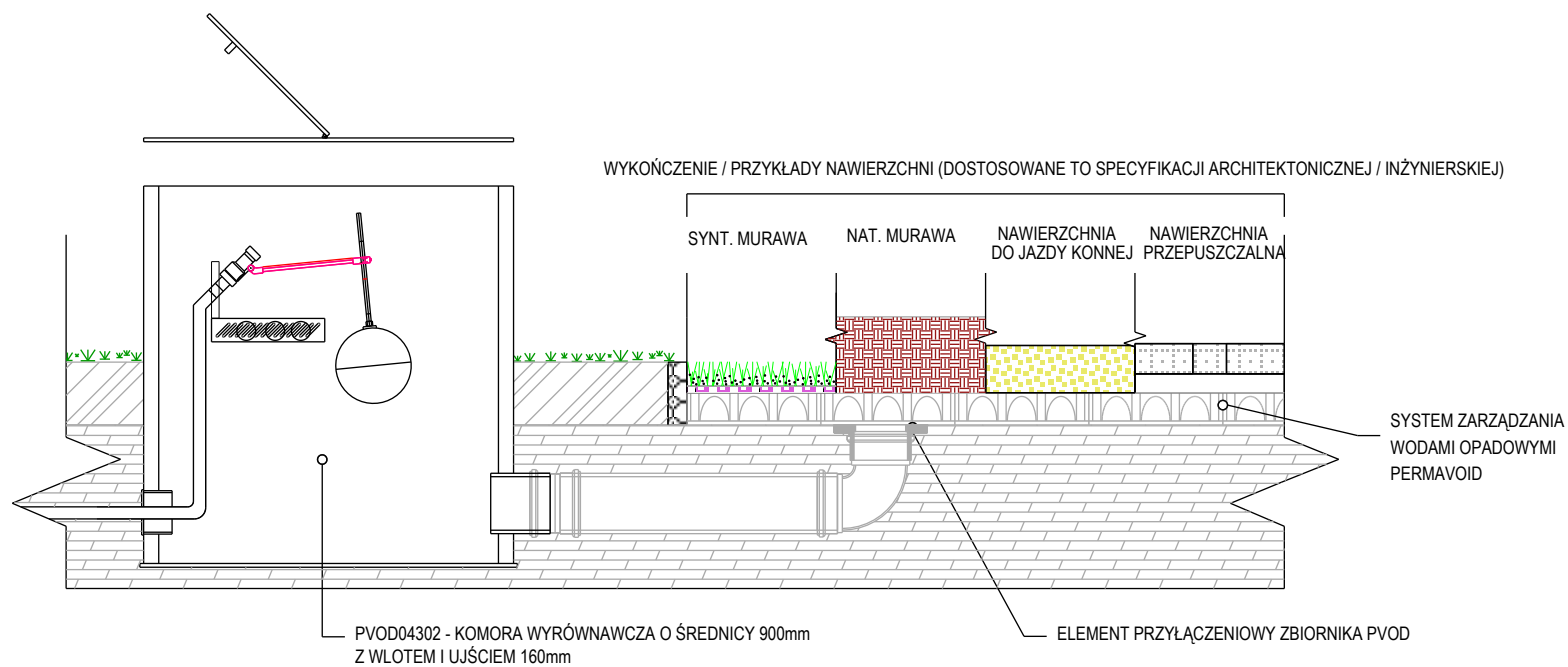 WYKOŃCZENIE / PRZYKŁADY NAWIERZCHNI (DOSTOSOWANE TO SPECYFIKACJI ARCHITEKTONICZNEJ / INŻYNIERSKIEJ)
SYNT. MURAWA
NAT. MURAWA
NAWIERZCHNIA
DO JAZDY KONNEJ
NAWIERZCHNIA
PRZEPUSZCZALNA
SYSTEM ZARZĄDZANIA
WODAMI OPADOWYMI
PERMAVOID
PVOD04302 - KOMORA WYRÓWNAWCZA O ŚREDNICY 900mm
Z WLOTEM I UJŚCIEM 160mm
ELEMENT PRZYŁĄCZENIOWY ZBIORNIKA PVOD